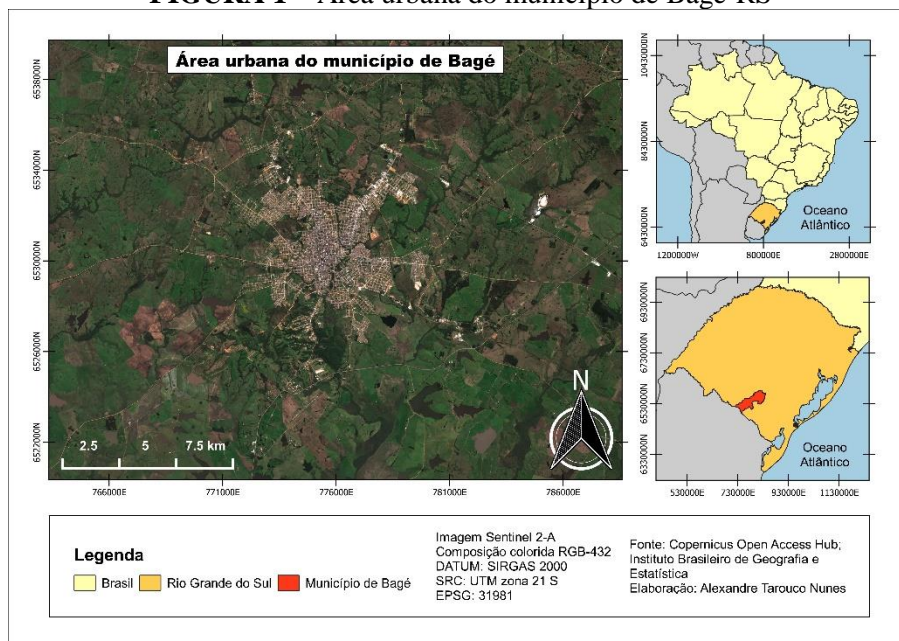 FIGURA 1 – Área urbana do município de Bagé-RS
Área urbana do município de Bagé
6538000N
6534000N
6530000N
6526000N
6522000N
2.5 5 7.5 km
N
766000E 771000E 776000E 781000E 786000E
10430000N
8430000N
6430000N
Oceano
Atlântico
1200000W 800000E 2800000E
6930000N
6730000N
6530000N
6330000N
Oceano
Atlântico
530000E 730000E 930000E 1130000E
Legenda
Brasil Rio Grande do Sul Município de Bagé
Imagem Sentinel 2-A
Composição colorida RGB-432
DATUM: SIRGAS 2000
SRC: UTM zona 21 S
EPSG: 31981
Fonte: Copernicus Open Access Hub;
Instituto Brasileiro de Geografia e
Estatística
Elaboração: Alexandre Tarouco Nunes